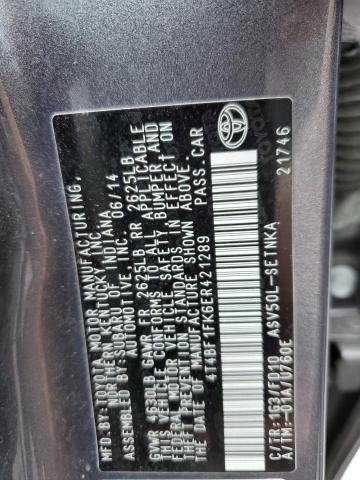 MFD.BY: TOYOTA MOTOR MANUFACTURING
NORTHERN KENTUCKY INC.
ASSEMBLED BY: SUBARU OF INDIANA
AUTOMOTIVE, INC. 06/14
GVWR 4630LB GAWR FR 2625LB RR 2625LB
THIS VEHICLE CONFORMS TO ALL APPLICABLE
FEDERAL MOTOR VEHICLE SAFETY, BUMPER AND
THEFT PREVENTION STANDARDS IN EFFECT ON THE
DATE OF MANUFACTURE SHOWN ABOVE.
4T4BF1FK6ER421289 PASS. CAR
C/TR: 1G3/FD10 ASV50L-SETNKA
A/TM: -01A/U760E 21746
TOYOTA